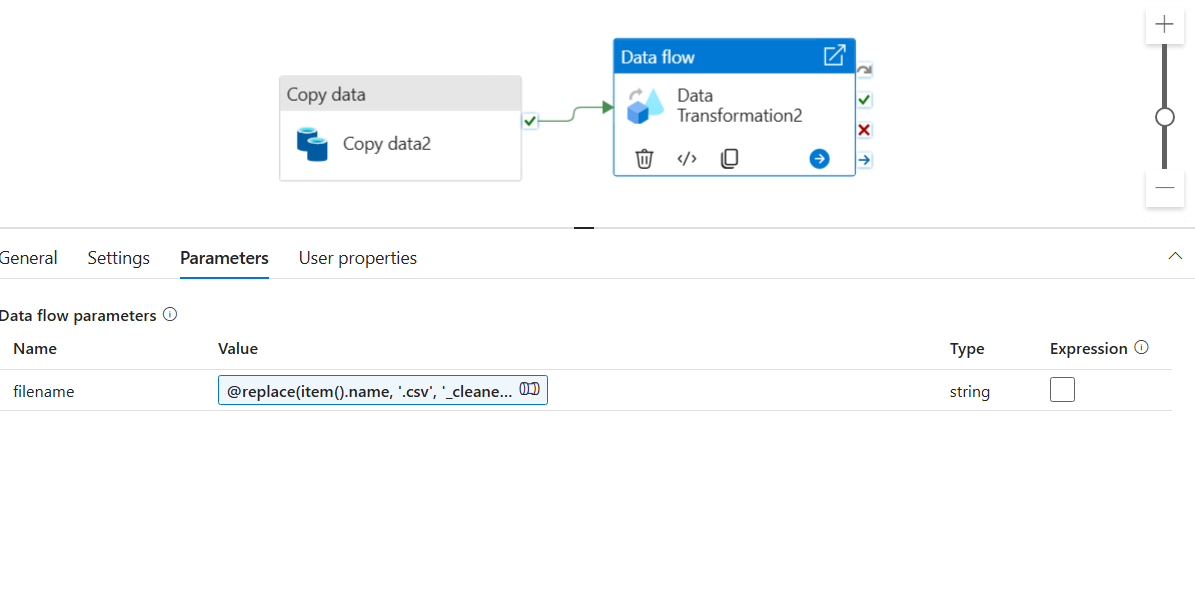 Copy data
Copy data2
Data flow
Data
Transformation2
General
Settings
Parameters
User properties
Data flow parameters
Name
Value
Type
Expression
filename
@replace(item().name, '.csv', '_cleane...
string